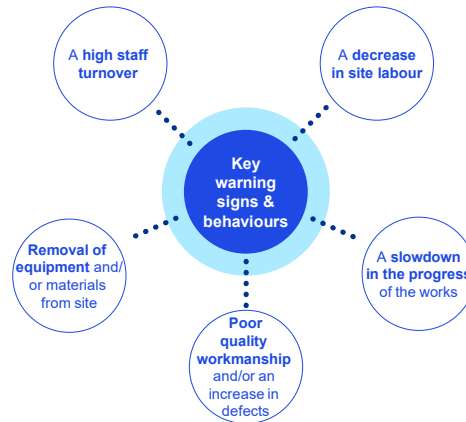 A high staff
turnover
A decrease
in site labour
Key
warning
signs &
behaviours
Removal of
equipment and/
or materials
from site
A slowdown
in the progress
of the works
Poor
quality
workmanship
and/or an
increase in
defects